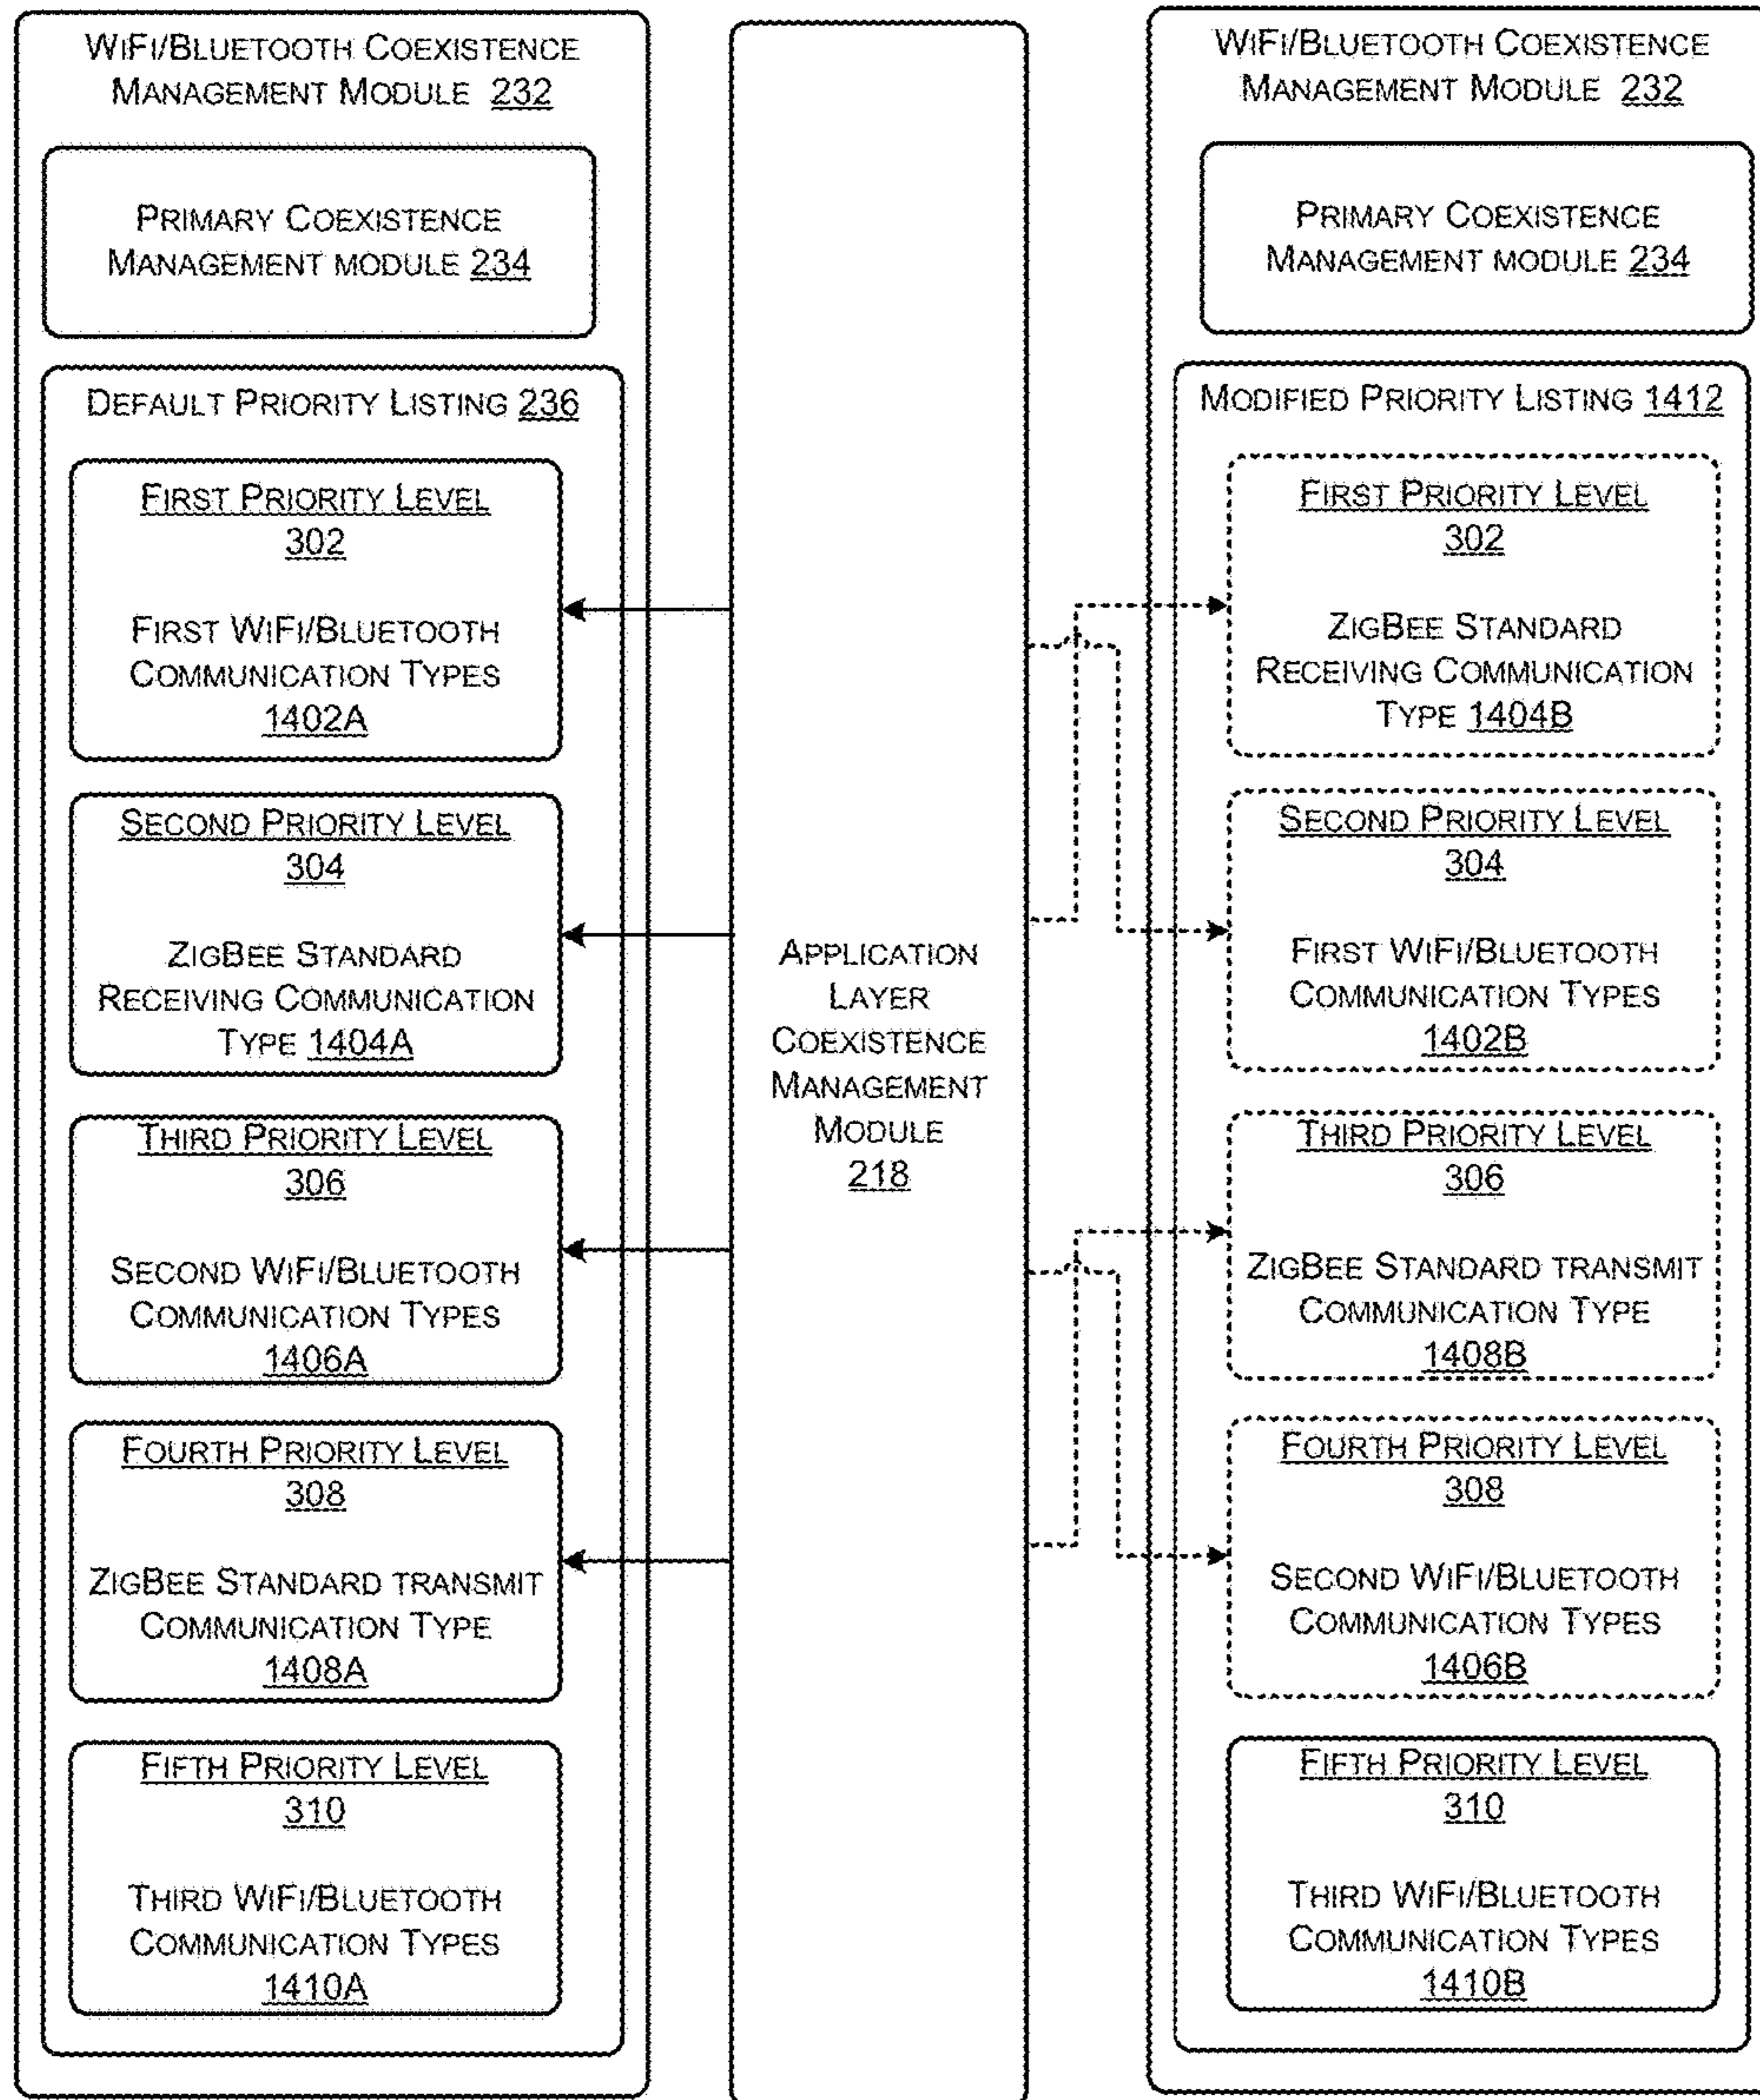 WiFi/Bluetooth Coexistence
Management Module 232
Primary Coexistence
Management module 234
Default Priority Listing 236
First Priority Level
302
First WiFi/Bluetooth
Communication Types
1402A
Second Priority Level
304
ZigBee Standard
Receiving Communication
Type 1404A
Third Priority Level
306
Second WiFi/Bluetooth
Communication Types
1406A
Fourth Priority Level
308
ZigBee Standard transmit
Communication Type
1408A
Fifth Priority Level
310
Third WiFi/Bluetooth
Communication Types
1410A
Application
Layer
Coexistence
Management
Module
218
WiFi/Bluetooth Coexistence
Management Module 232
Primary Coexistence
Management module 234
Modified Priority Listing 1412
First Priority Level
302
ZigBee Standard
Receiving Communication
Type 1404B
Second Priority Level
304
First WiFi/Bluetooth
Communication Types
1402B
Third Priority Level
306
ZigBee Standard transmit
Communication Type
1408B
Fourth Priority Level
308
Second WiFi/Bluetooth
Communication Types
1406B
Fifth Priority Level
310
Third WiFi/Bluetooth
Communication Types
1410B